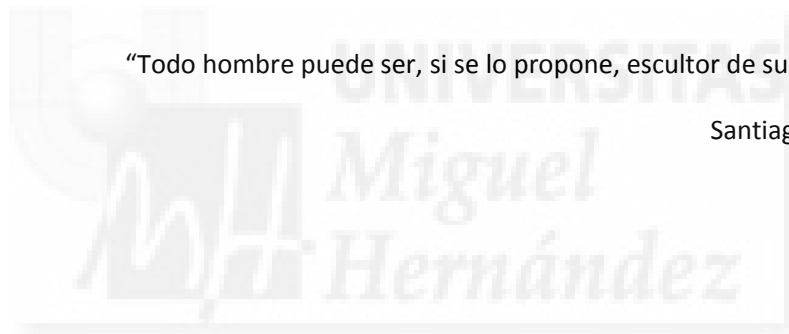 “Todo hombre puede ser, si se lo propone, escultor de su
Santiag
UNIVERSITAS
Miguel
Hernández